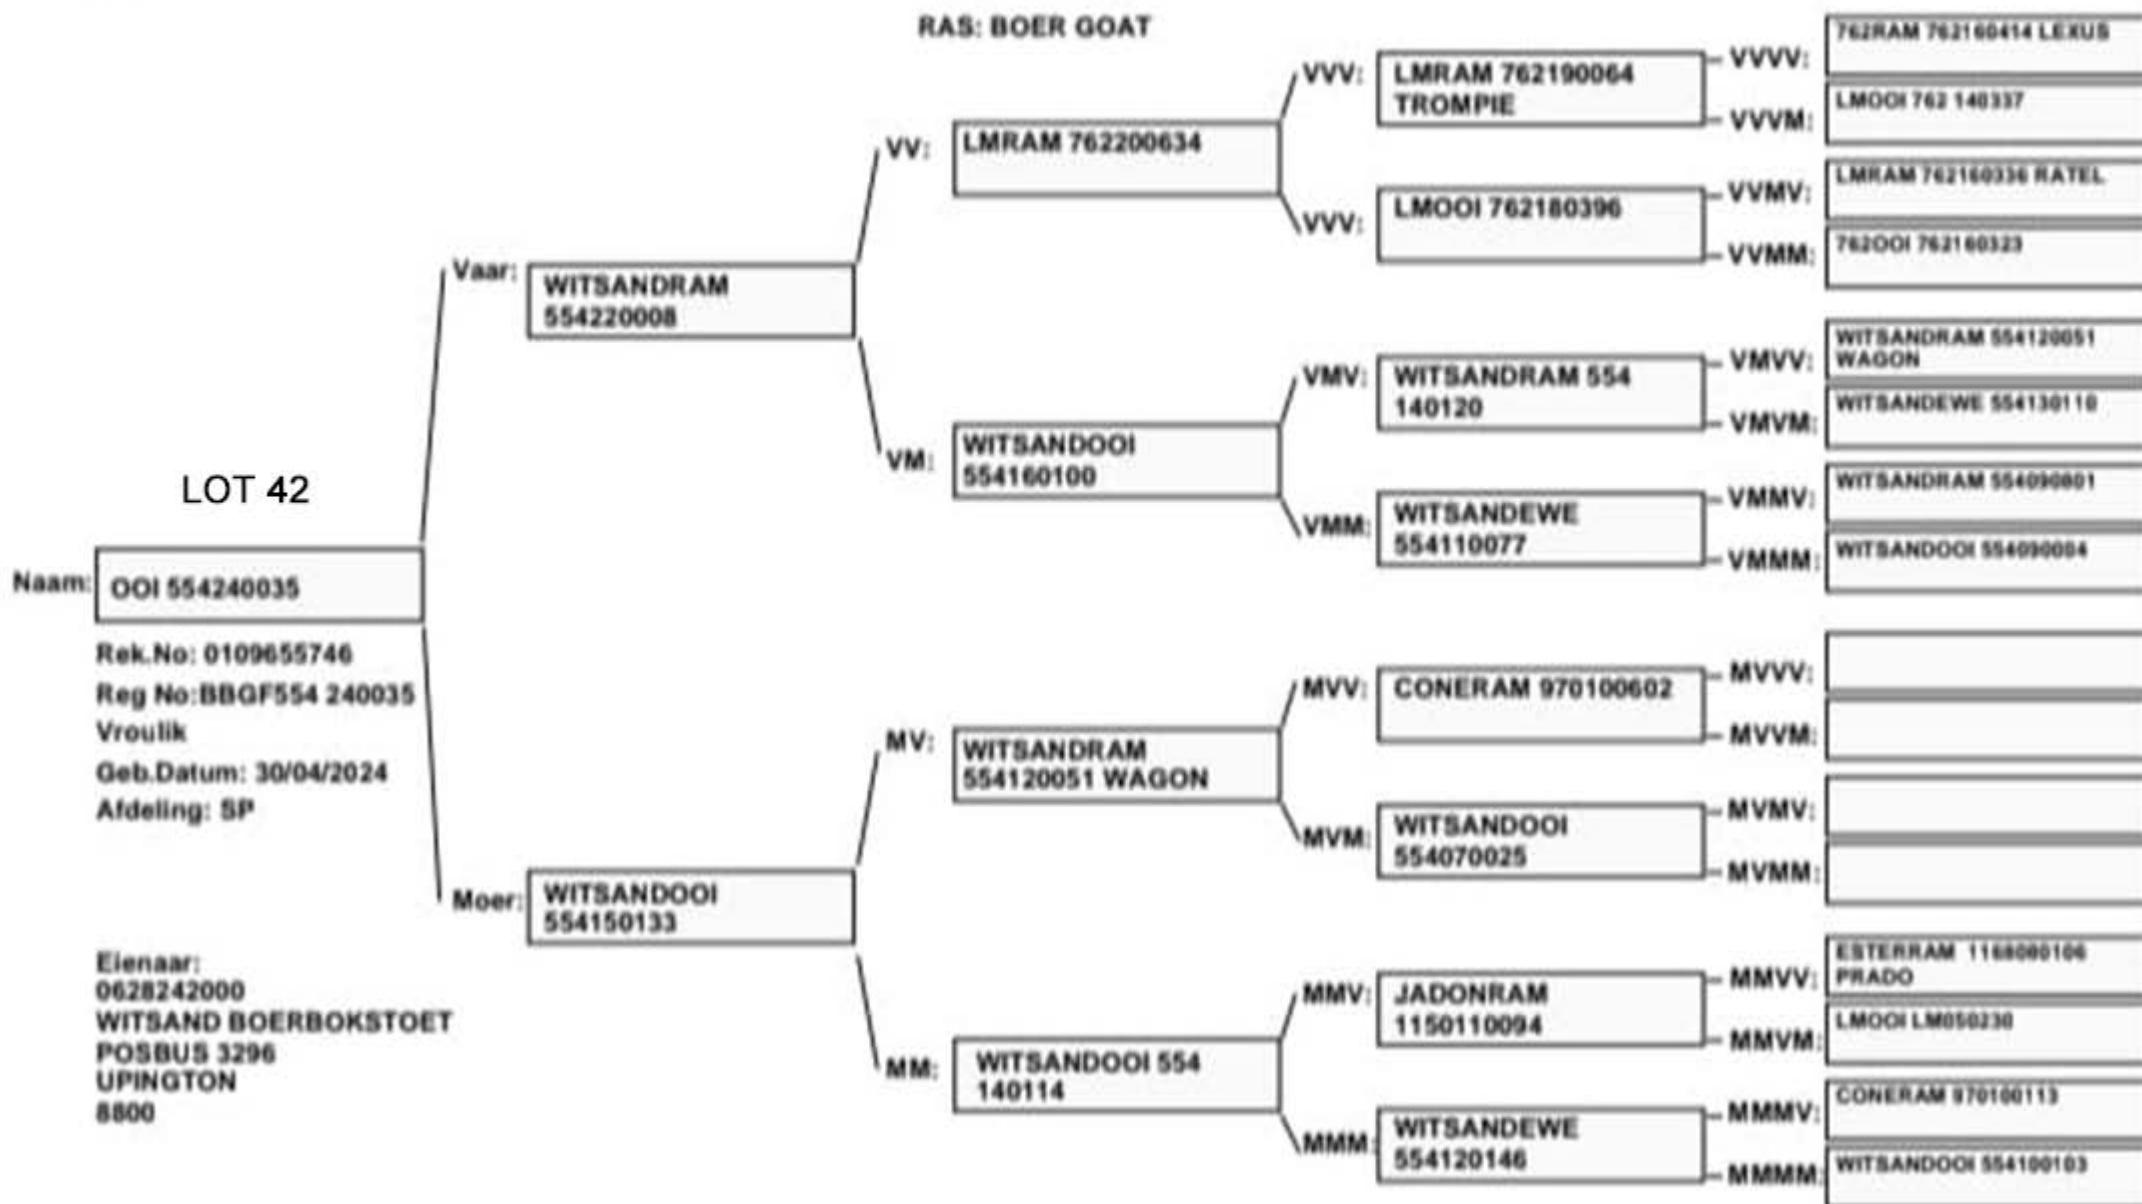 RAS: BOER GOAT
LOT 42
Naam:
OOI 554240035
Rek.No: 0109655746
Reg No:BBGF554 240035
Vroulik
Geb.Datum: 30/04/2024
Afdeling: SP
Eienaar:
0628242000
WITSAND BOERBOKSTOET
POSBUS 3296
UPINGTON
8800
Vaar:
WITSANDRAM
554220008
Moer:
WITSANDOOI
554150133
VV:
LMRAM 762200634
VM:
WITSANDOOI
554160100
MV:
WITSANDRAM
554120051 WAGON
MM:
WITSANDOOI 554
140114
VVV:
LMRAM 762190064
TROMPIE
VVV:
LMOOI 762180396
VMV:
WITSANDRAM 554
140120
VMM:
WITSANDEWE
554110077
MVV:
CONERAM 970100602
MVM:
WITSANDOOI
554070025
MMV:
JADONRAM
1150110094
MMM:
WITSANDEWE
554120146
VVVV:
762RAM 762160414 LEXUS
VVVM:
LMOOI 762 140337
VVMV:
LMRAM 762160336 RATEL
VVMM:
762OOI 762160323
VMVV:
WITSANDRAM 554120051
WAGON
VMVM:
WITSANDEWE 554130110
VMMV:
WITSANDRAM 554090801
VMMM:
WITSANDOOI 554090004
MVVV:
MVVM:
MVMV:
MVMM:
MMVV:
ESTERRAM 1168080106
PRADO
MMVM:
LMOOI LM050230
MMMV:
CONERAM 970100113
MMMM:
WITSANDOOI 554100103